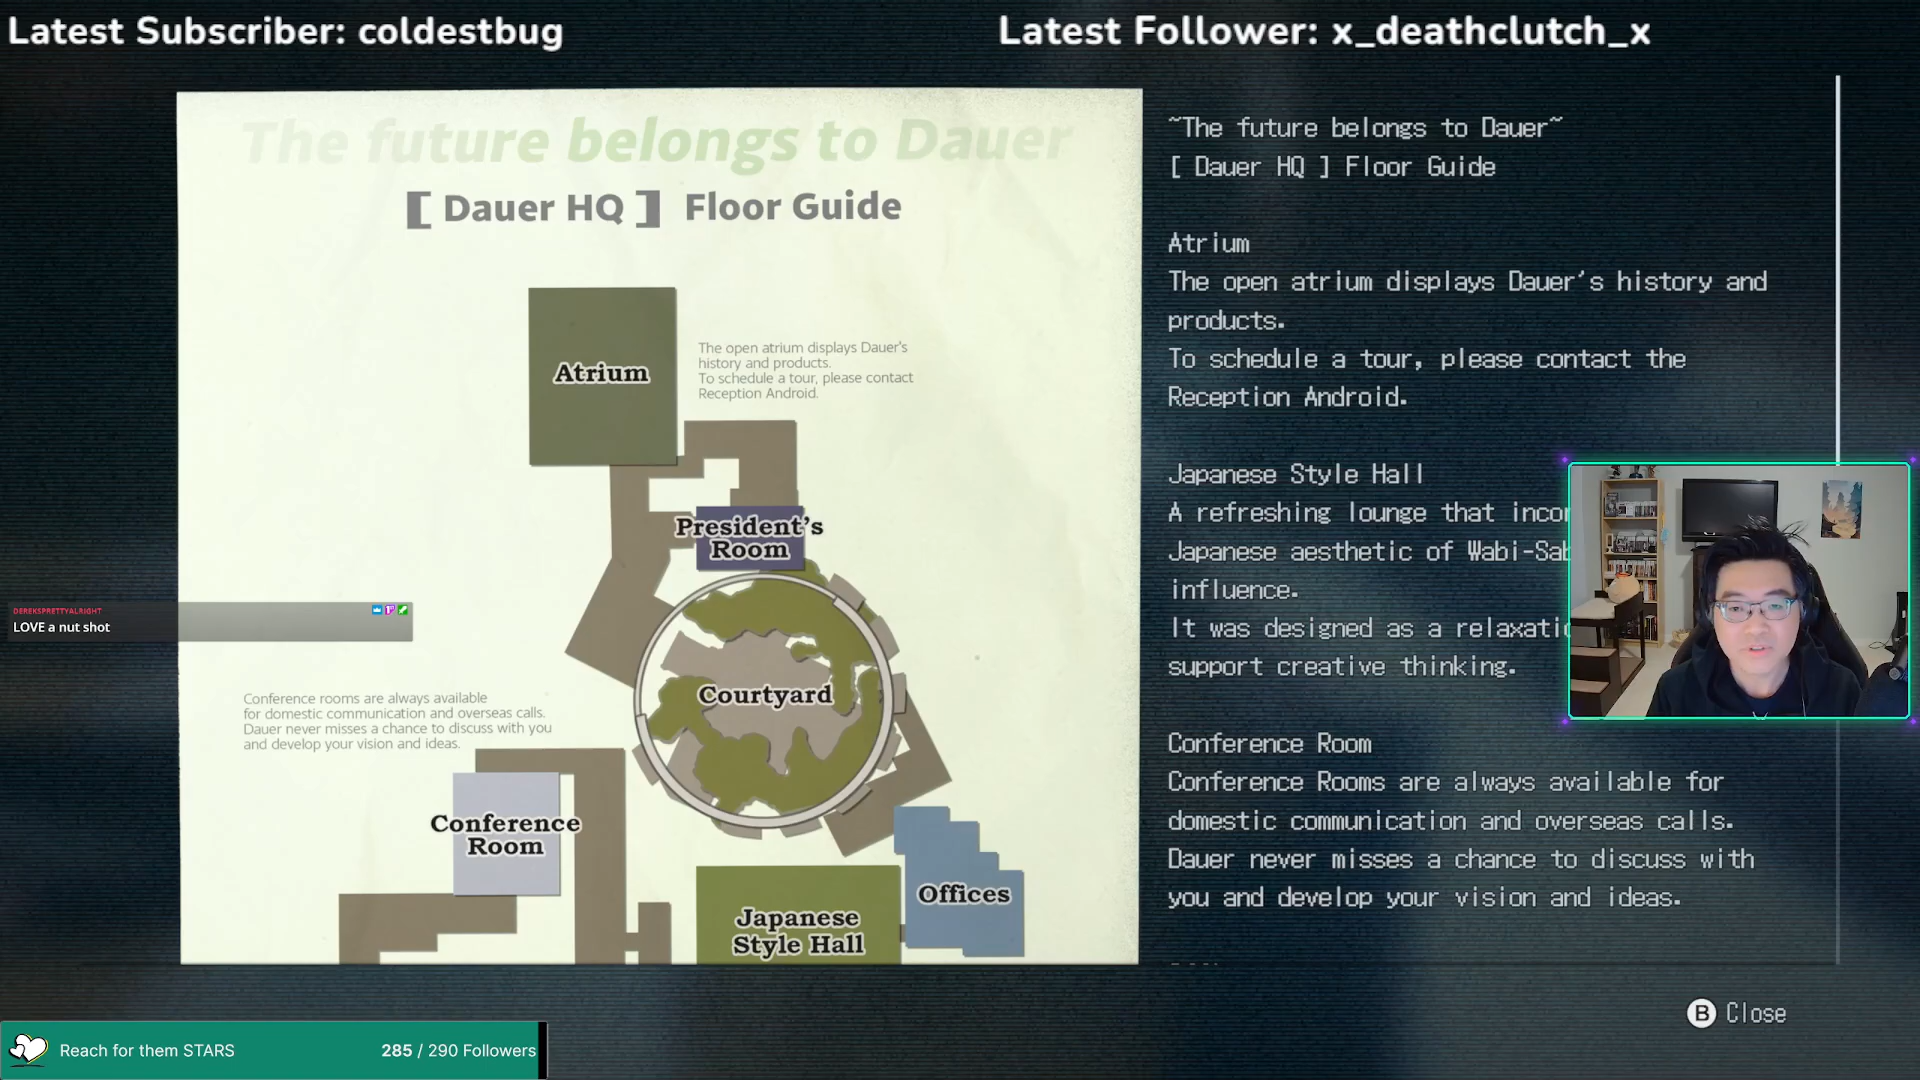 Latest Subscriber: coldestbug
Latest Follower: x_deathclutch_x
The future belongs to Dauer
[ Dauer HQ ] Floor Guide
Atrium
The open atrium displays Dauer's
history and products.
To schedule a tour, please contact
Reception Android.
President's
Room
Courtyard
DEREKSPRETTYALRIGHT
LOVE a nut shot
Conference rooms are always available
for domestic communication and overseas calls.
Dauer never misses a chance to discuss with you
and develop your vision and ideas.
Conference
Room
Offices
Japanese
Style Hall
~The future belongs to Dauer~
[ Dauer HQ ] Floor Guide
Atrium
The open atrium displays Dauer's history and
products.
To schedule a tour, please contact the
Reception Android.
Japanese Style Hall
A refreshing lounge that incor
Japanese aesthetic of Wabi-Sab
influence.
It was designed as a relaxatio
support creative thinking.
Conference Room
Conference Rooms are always available for
domestic communication and overseas calls.
Dauer never misses a chance to discuss with
you and develop your vision and ideas.
B Close
Reach for them STARS
285 / 290 Followers